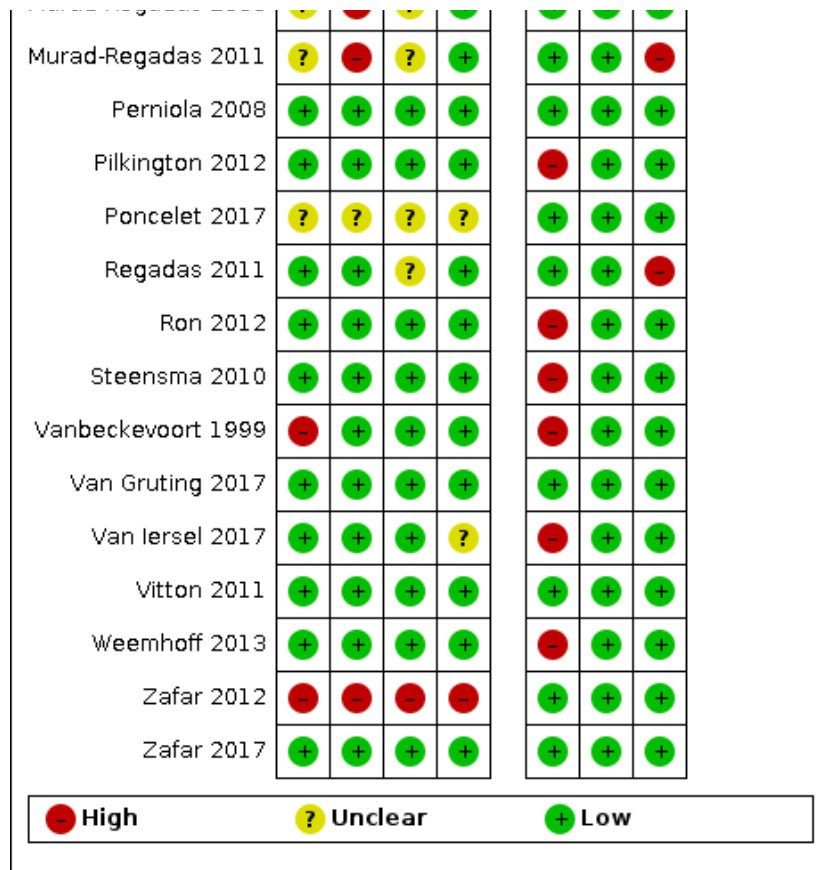 Murad-Regadas 2011 ? - ? + + + -
Perniola 2008 + + + + + + +
Pilkington 2012 + + + + - + +
Poncelet 2017 ? ? ? ? + + +
Regadas 2011 + + ? + + + -
Ron 2012 + + + + - + +
Steensma 2010 + + + + - + +
Vanbeckevoort 1999 - + + + - + +
Van Gruting 2017 + + + + + + +
Van Iersel 2017 + + + ? - + +
Vitton 2011 + + + + + + +
Weemhoff 2013 + + + + - + +
Zafar 2012 - - - - + + +
Zafar 2017 + + + + + + +
- High ? Unclear + Low